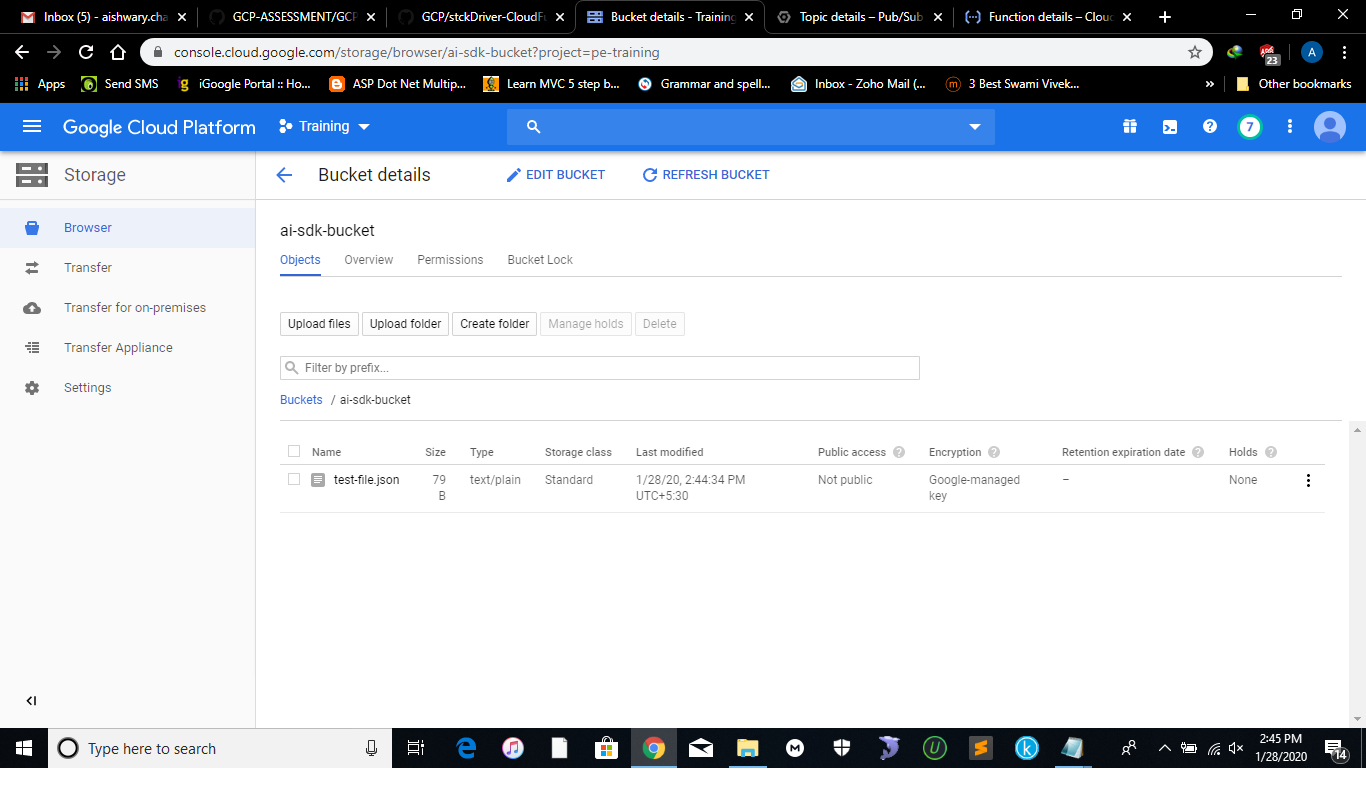 Inbox (5) - aishwary.cha
GCP-ASSESSMENT/GCP
GCP/stckDriver-CloudFu
Bucket details - Training
Topic details – Pub/Sub
Function details – Cloud
console.cloud.google.com/storage/browser/ai-sdk-bucket?project=pe-training
23
A
Apps
Send SMS
iGoogle Portal :: Ho...
ASP Dot Net Multip...
Learn MVC 5 step b...
Grammar and spell...
Inbox - Zoho Mail (...
3 Best Swami Vivek...
»
Other bookmarks
Google Cloud Platform
Training
7
Storage
Bucket details
EDIT BUCKET
REFRESH BUCKET
Browser
Transfer
Transfer for on-premises
Transfer Appliance
Settings
ai-sdk-bucket
Objects
Overview
Permissions
Bucket Lock
Upload files
Upload folder
Create folder
Manage holds
Delete
Filter by prefix...
Buckets / ai-sdk-bucket
Name
Size
Type
Storage class
Last modified
Public access
Encryption
Retention expiration date
Holds
test-file.json
79
B
text/plain
Standard
1/28/20, 2:44:34 PM
UTC+5:30
Not public
Google-managed
key
–
None
Type here to search
2:45 PM
1/28/2020
14